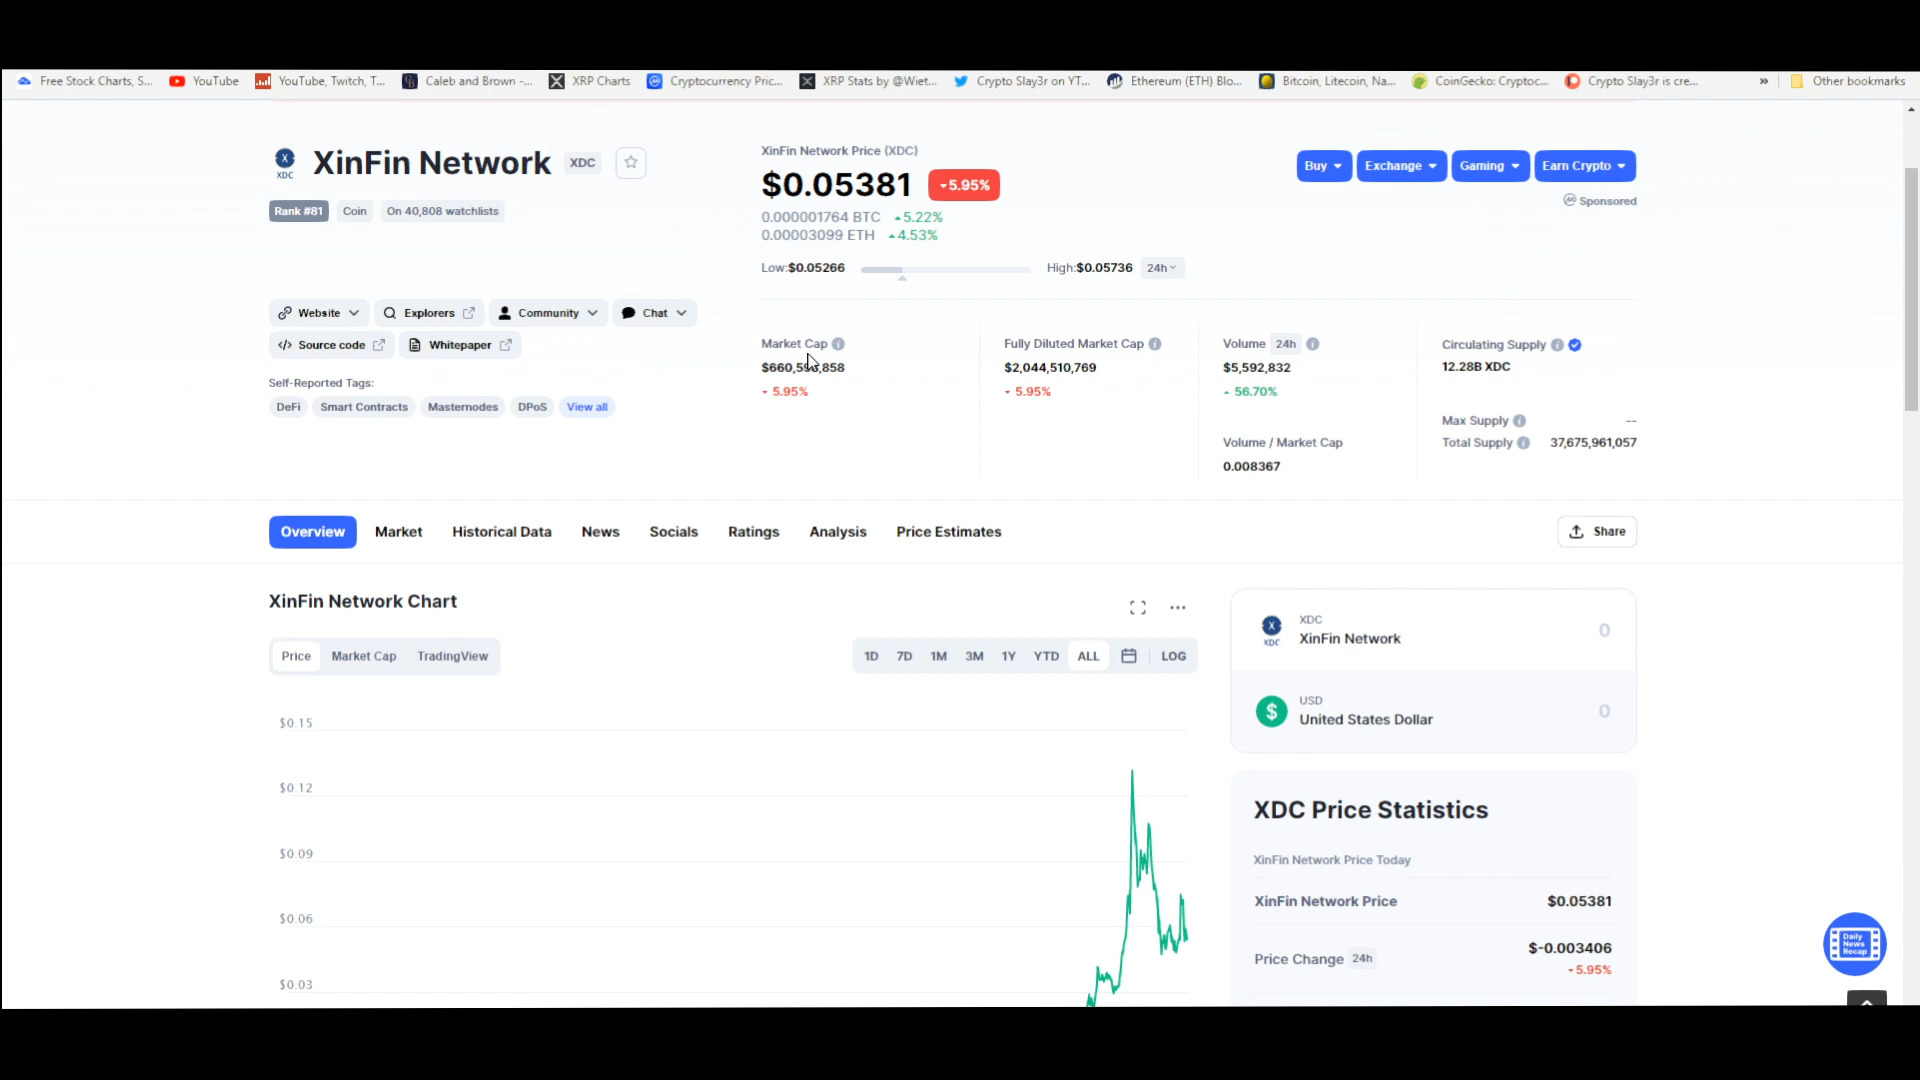 Free Stock Charts, S... YouTube YouTube, Twitch, T... Caleb and Brown -... XRP Charts Cryptocurrency Pric... XRP Stats by @Wiet... Crypto Slay3r on YT... Ethereum (ETH) Blo... Bitcoin, Litecoin, Na... CoinGecko: Cryptoc... Crypto Slay3r is cre... » Other bookmarks
XDC XinFin Network XDC
Rank #81 Coin On 40,808 watchlists
Website Explorers Community Chat
Source code Whitepaper
Self-Reported Tags:
DeFi Smart Contracts Masternodes DPoS View all
XinFin Network Price (XDC)
$0.05381 5.95%
0.000001764 BTC 5.22%
0.00003099 ETH 4.53%
Low:$0.05266 High:$0.05736 24h
Buy Exchange Gaming Earn Crypto
Sponsored
Market Cap
5.95%
Fully Diluted Market Cap
$2,044,510,769
5.95%
Volume 24h
$5,592,832
56.70%
Volume / Market Cap
0.008367
Circulating Supply
12.28B XDC
Max Supply --
Total Supply 37,675,961,057
Overview Market Historical Data News Socials Ratings Analysis Price Estimates Share
XinFin Network Chart
Price Market Cap TradingView 1D 7D 1M 3M 1Y YTD ALL LOG
$0.15
$0.12
$0.09
$0.06
$0.03
XDC
XDC
XinFin Network 0
USD
United States Dollar 0
XDC Price Statistics
XinFin Network Price Today
XinFin Network Price $0.05381
Price Change 24h $-0.003406
5.95%
Daily
News
Recap